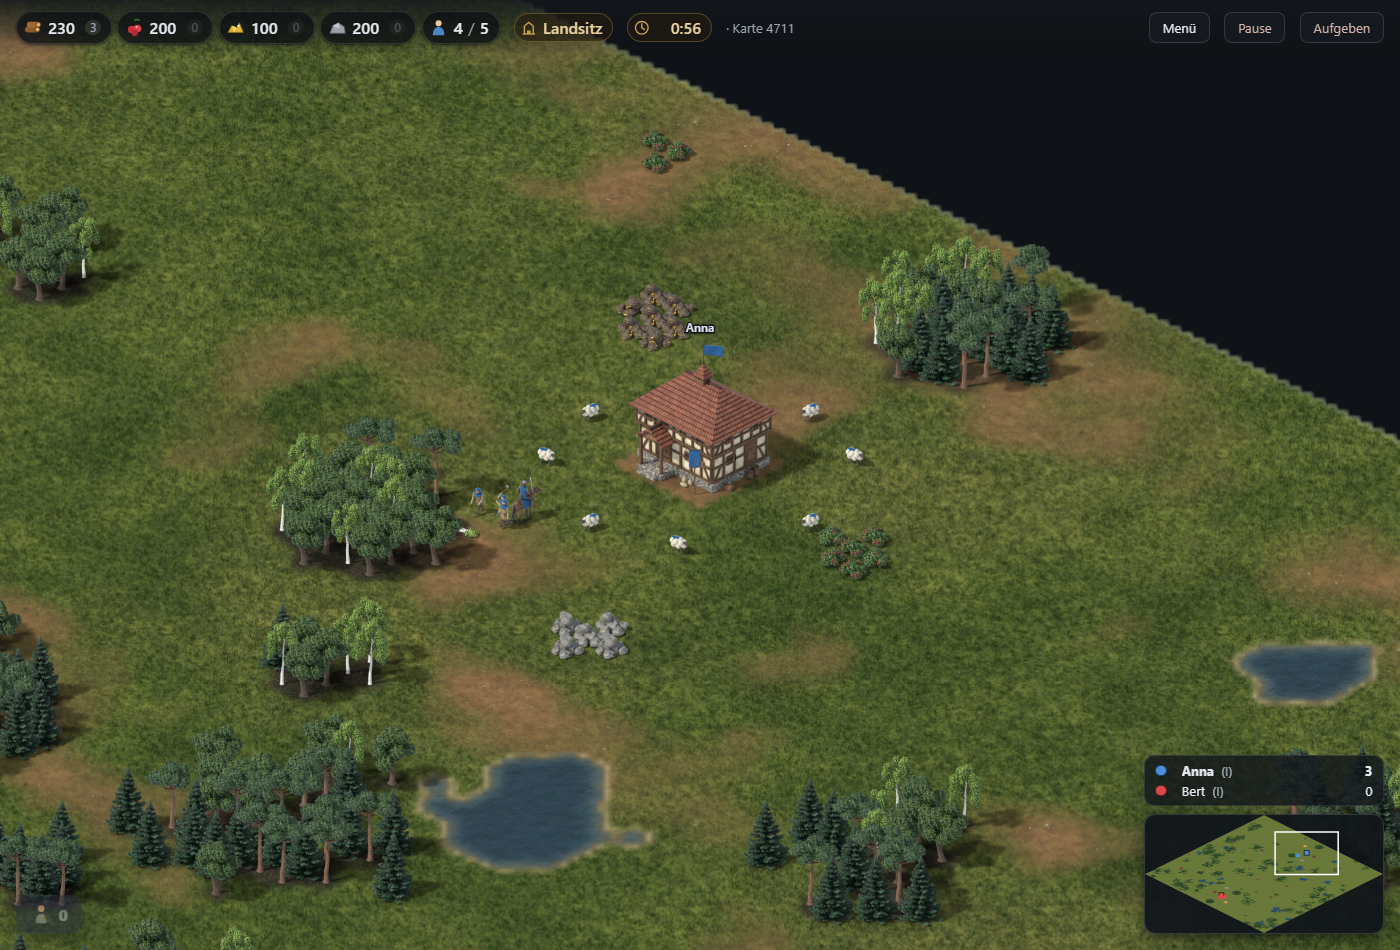 230 3 200 0 100 0 200 0 4 / 5 Landsitz 0:56 · Karte 4711 Menü Pause Aufgeben
Anna
Anna (I) 3
Bert (I) 0
0